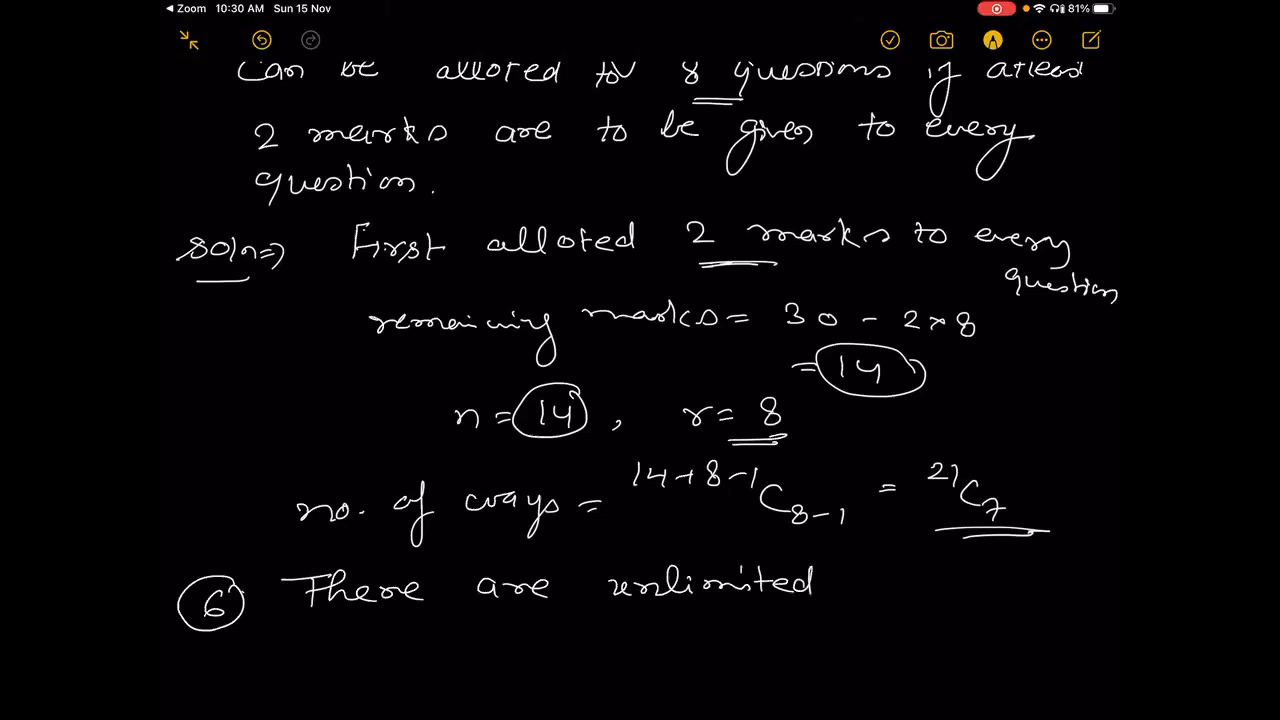 Zoom 10:30 AM Sun 15 Nov 81%
Can be alloted to 8 questions if atleast
2 marks are to be given to every
question.
soln⇒ First alloted 2 marks to every
question
remaining marks = 30 - 2×8
= 14
n = 14 , r = 8
no. of ways = ¹⁴⁺⁸⁻¹C₈₋₁ = ²¹C₇
6 There are unlimited